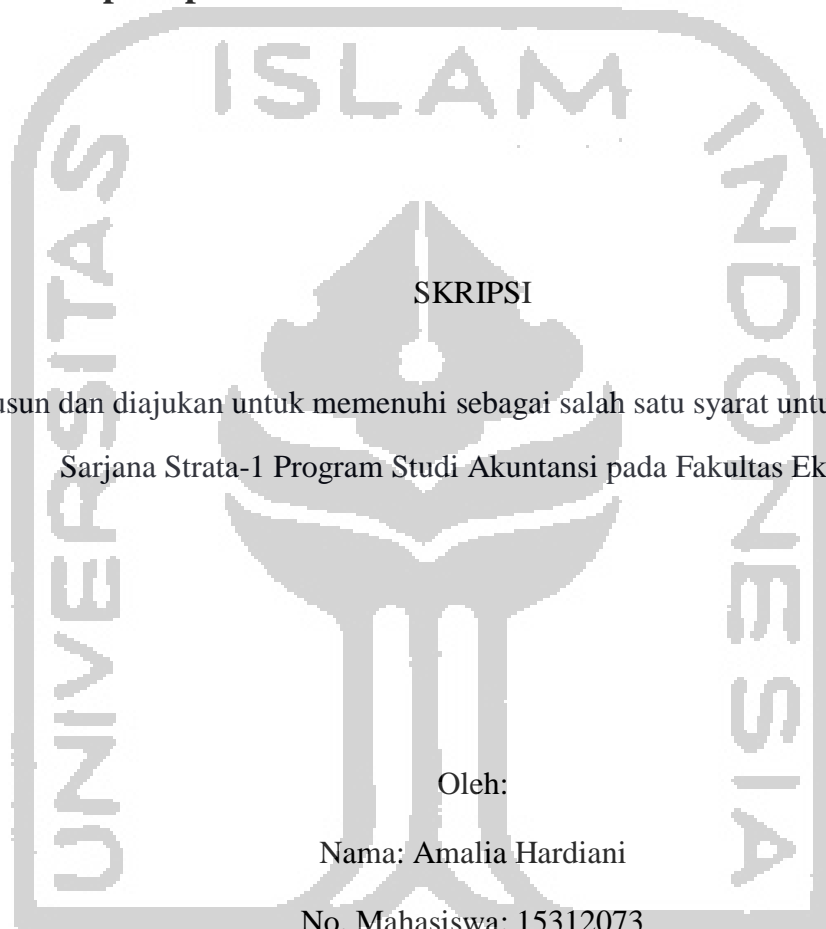 ISLAM
UNIVERSITAS
INDONESIA
SKRIPSI
usun dan diajukan untuk memenuhi sebagai salah satu syarat untu
Sarjana Strata-1 Program Studi Akuntansi pada Fakultas Ek
Oleh:
Nama: Amalia Hardiani
No. Mahasiswa: 15312073